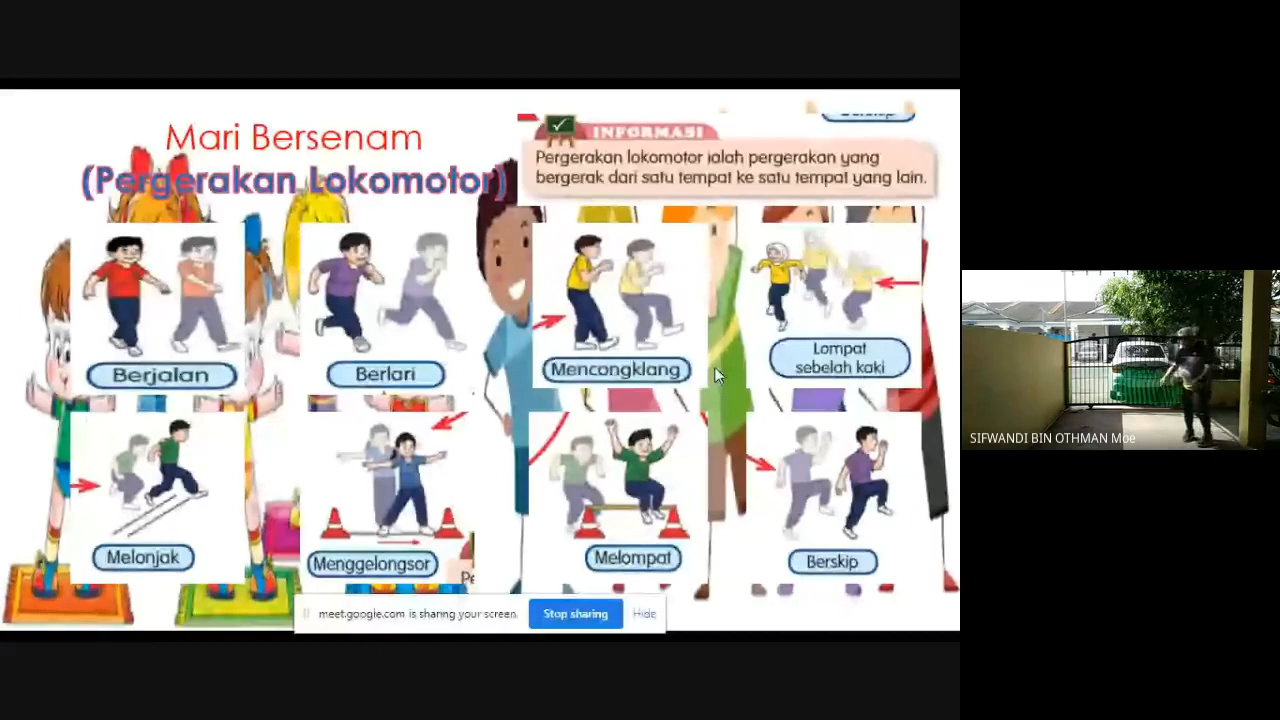 Mari Bersenam
(Pergerakan Lokomotor)
INFORMASI
Pergerakan lokomotor ialah pergerakan yang
bergerak dari satu tempat ke satu tempat yang lain.
Berjalan
Berlari
Mencongklang
Lompat
sebelah kaki
Melonjak
Menggelongsor
Melompat
Berskip
meet.google.com is sharing your screen.
Stop sharing
Hide
SIFWANDI BIN OTHMAN Moe